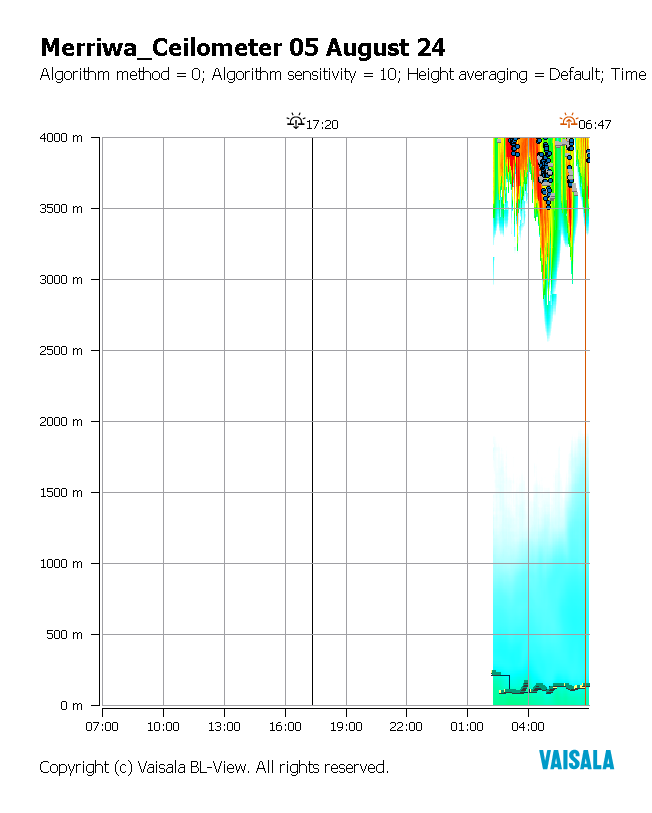 Merriwa_Ceilometer 05 August 24
Algorithm method = 0; Algorithm sensitivity = 10; Height averaging = Default; Time
17:20
06:47
4000 m
3500 m
3000 m
2500 m
2000 m
1500 m
1000 m
500 m
0 m
07:00 10:00 13:00 16:00 19:00 22:00 01:00 04:00
Copyright (c) Vaisala BL-View. All rights reserved.
VAISALA